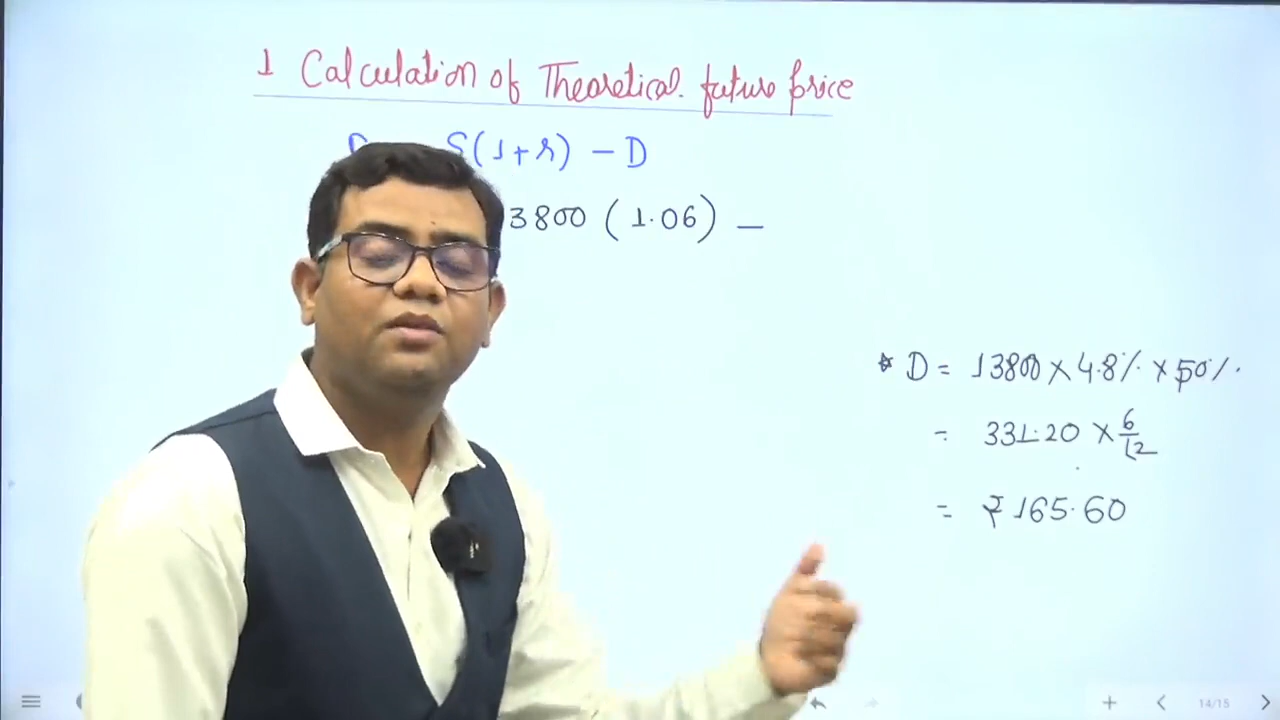 1 Calculation of Theoretical future price
S(1+r) - D
3800 (1.06) -
* D = 13800 × 4.8% × 50%.
= 331.20 × 6/12
= ₹165.60
14/15